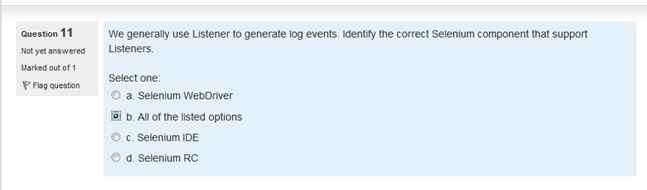 Question 11
Not yet answered
Marked out of 1
Flag question
We generally use Listener to generate log events. Identify the correct Selenium component that support
Listeners.
Select one:
a. Selenium WebDriver
b. All of the listed options
c. Selenium IDE
d. Selenium RC